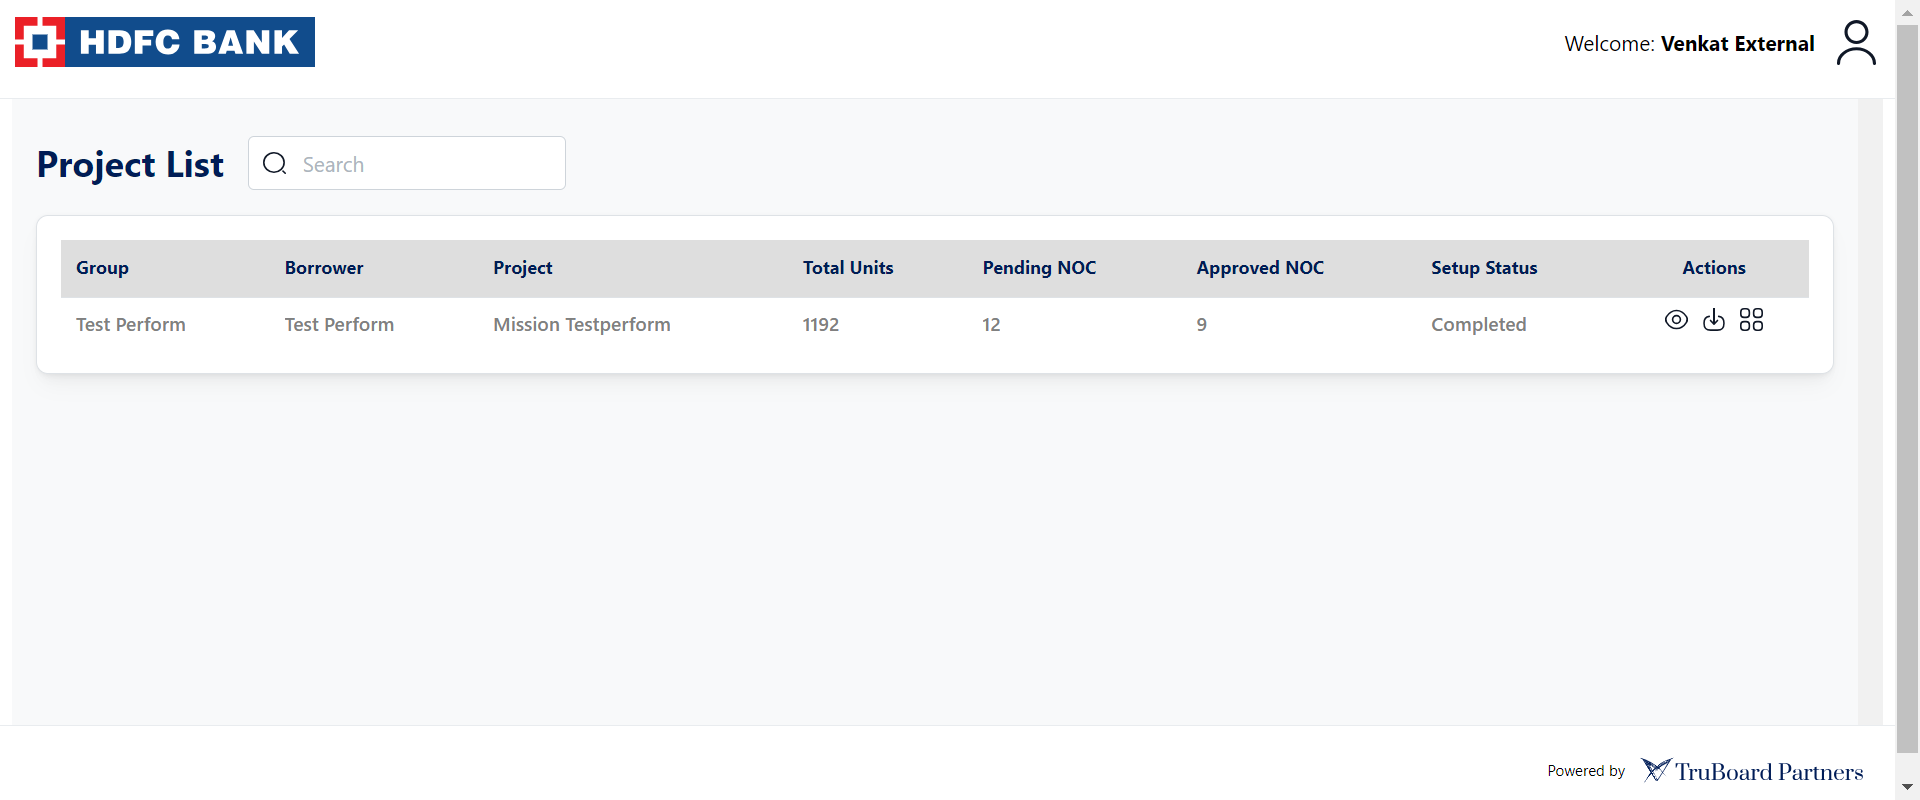 HDFC BANK
Welcome: Venkat External
Project List
Search
Group Borrower Project Total Units Pending NOC Approved NOC Setup Status Actions
Test Perform Test Perform Mission Testperform 1192 12 9 Completed
Powered by TruBoard Partners